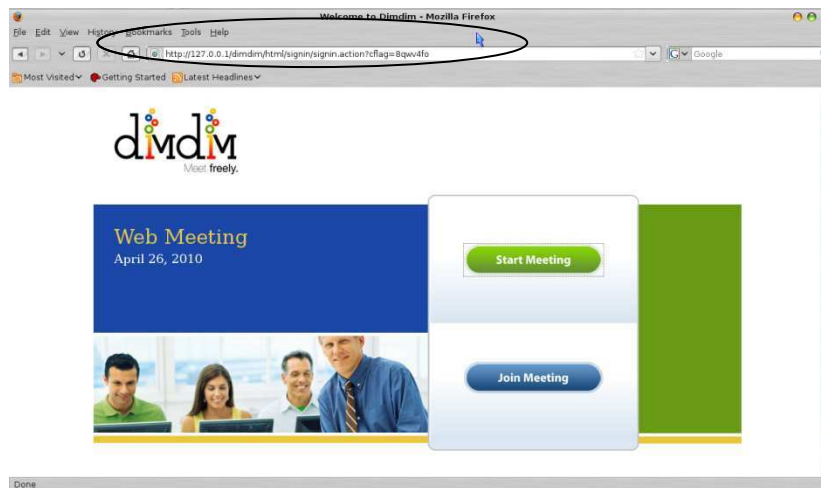 Welcome to Dimdim - Mozilla Firefox
File Edit View History Bookmarks Tools Help
http://127.0.0.1/dimdim/html/signin/signin.action?cflag=8qwv4fo
G Google
Most Visited Getting Started Latest Headlines
dimdim
Meet freely.
Web Meeting
April 26, 2010
Start Meeting
Join Meeting
Done